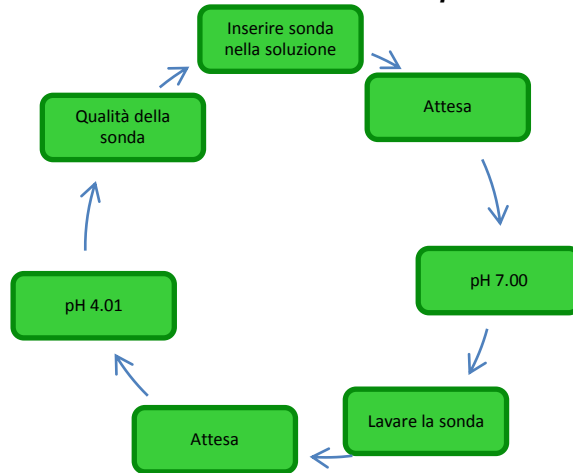 Inserire sonda
nella soluzione
Attesa
pH 7.00
Lavare la sonda
Attesa
pH 4.01
Qualità della
sonda